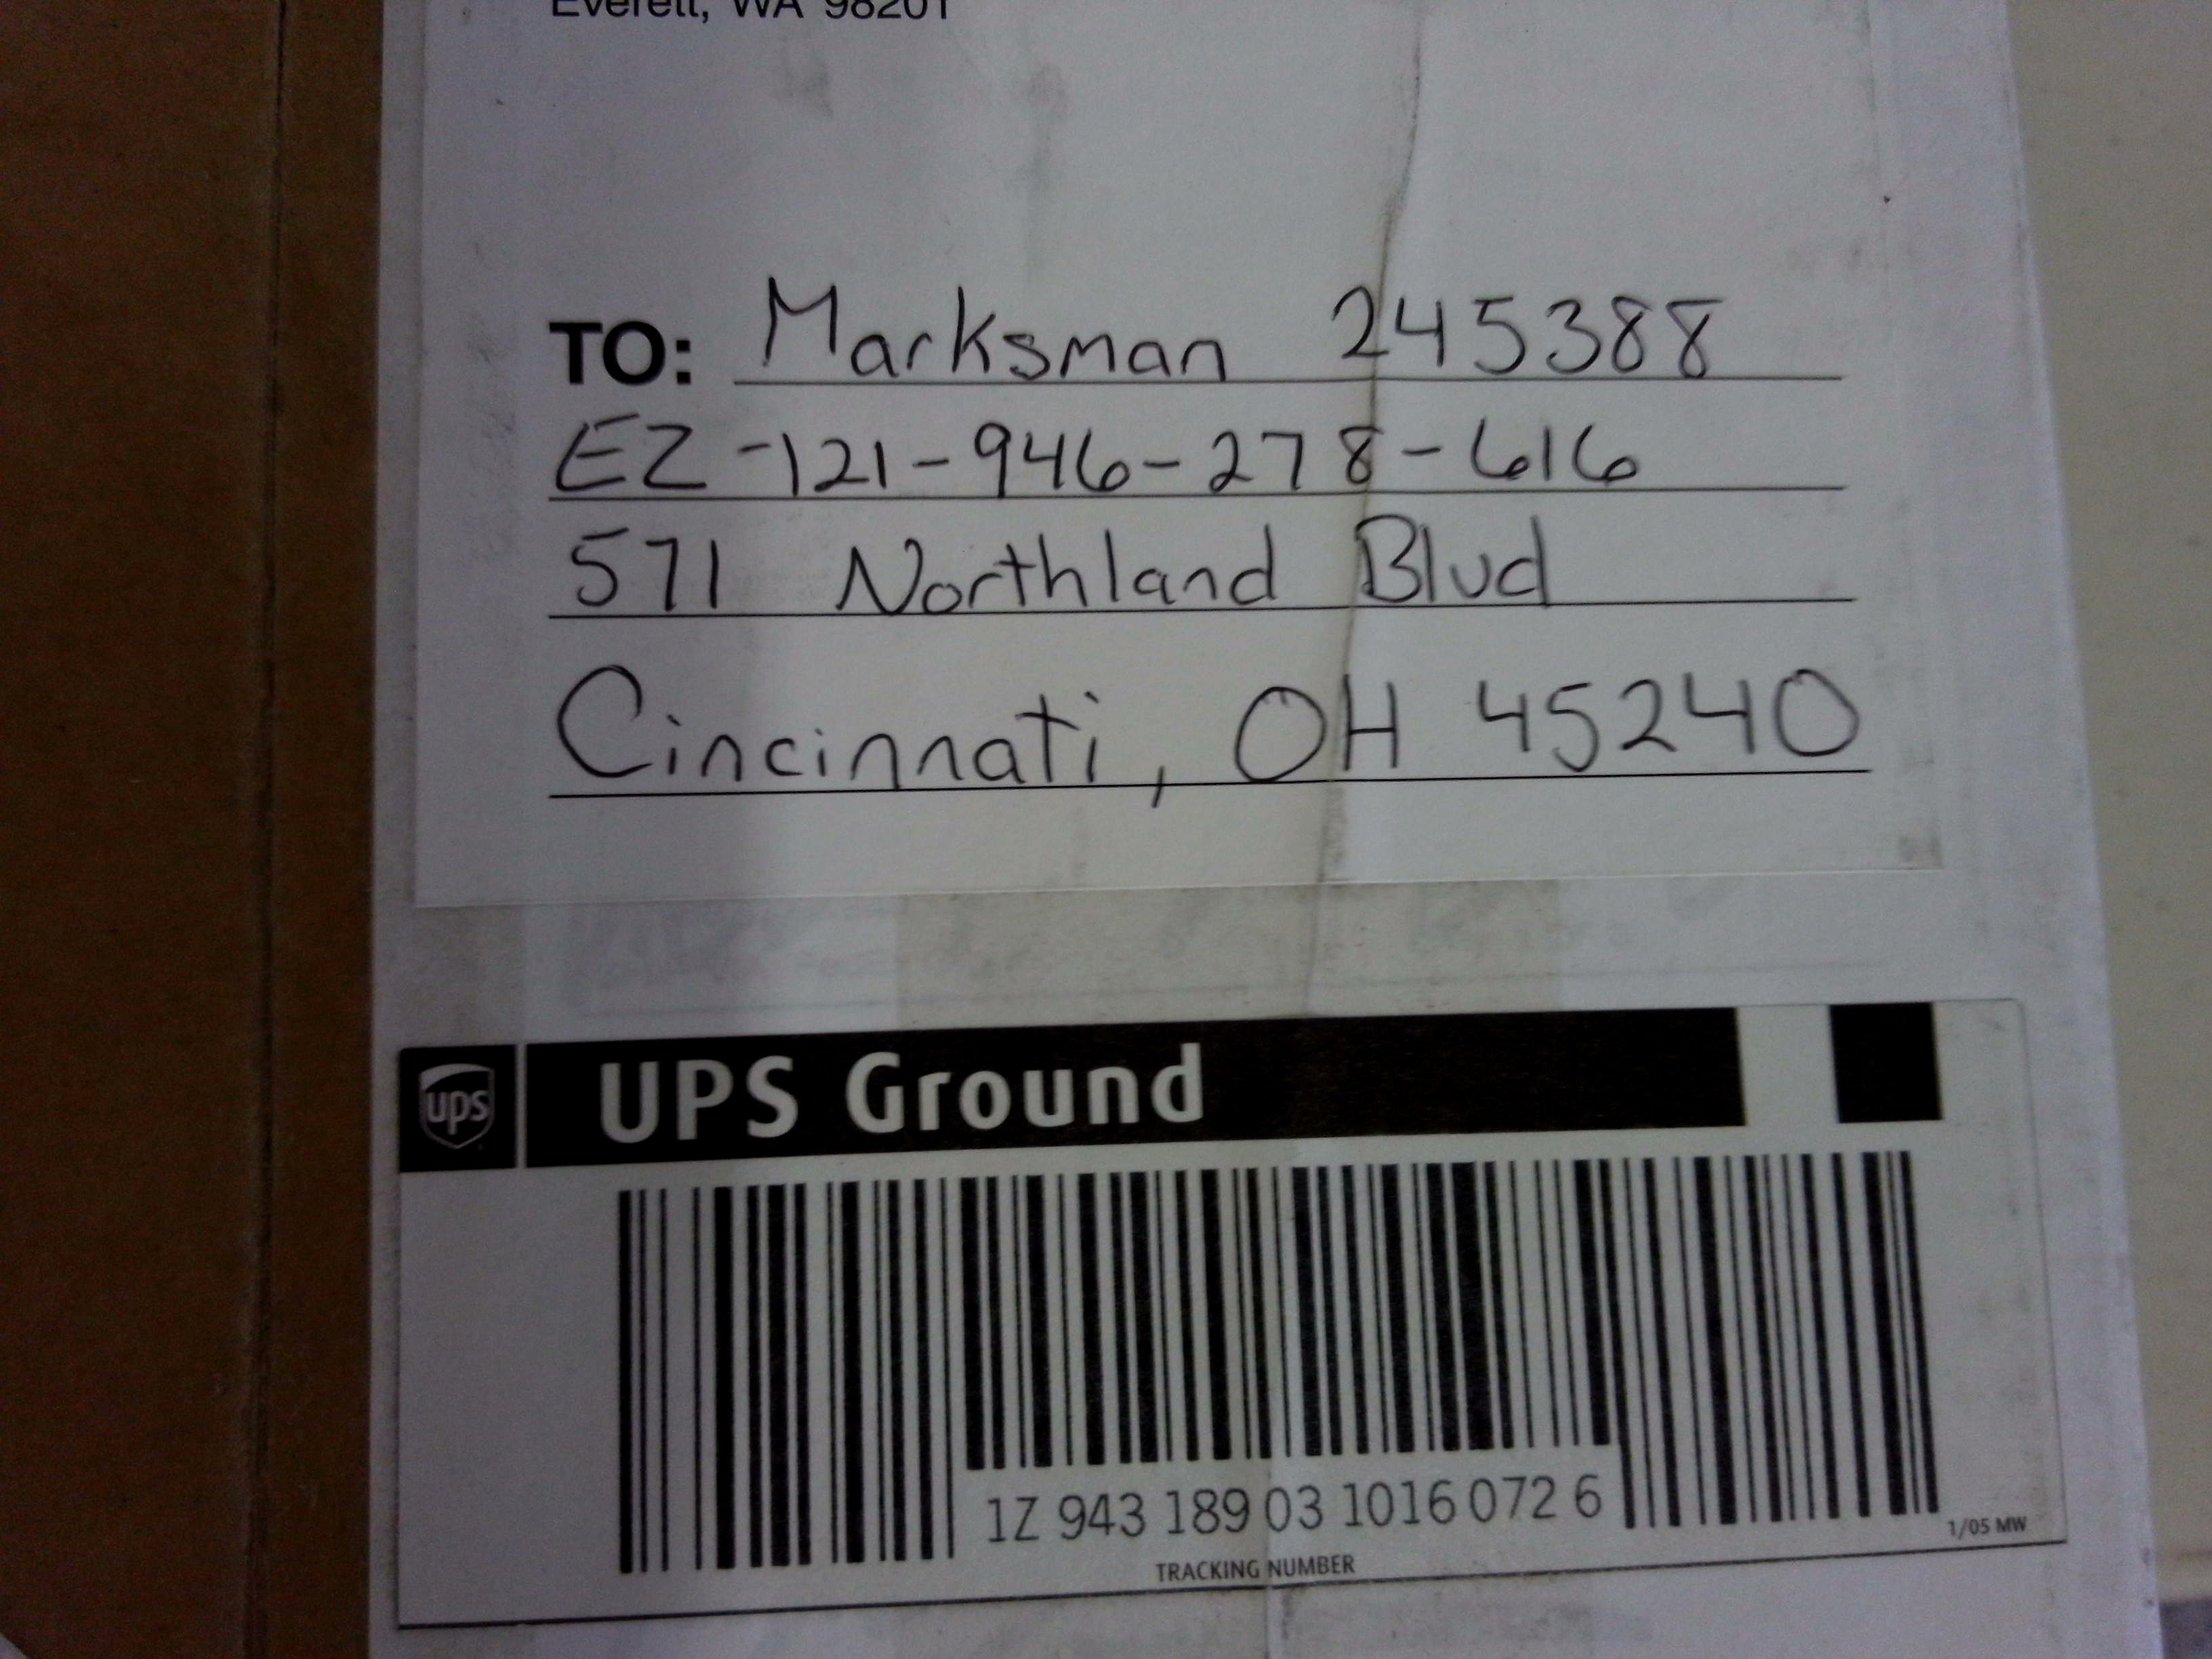 Everett, WA 98201
TO: Marksman 245388
EZ-121-946-278-616
571 Northland Blvd
Cincinnati, OH 45240
ups UPS Ground
1Z 943 189 03 1016 072 6
TRACKING NUMBER
1/05 MW